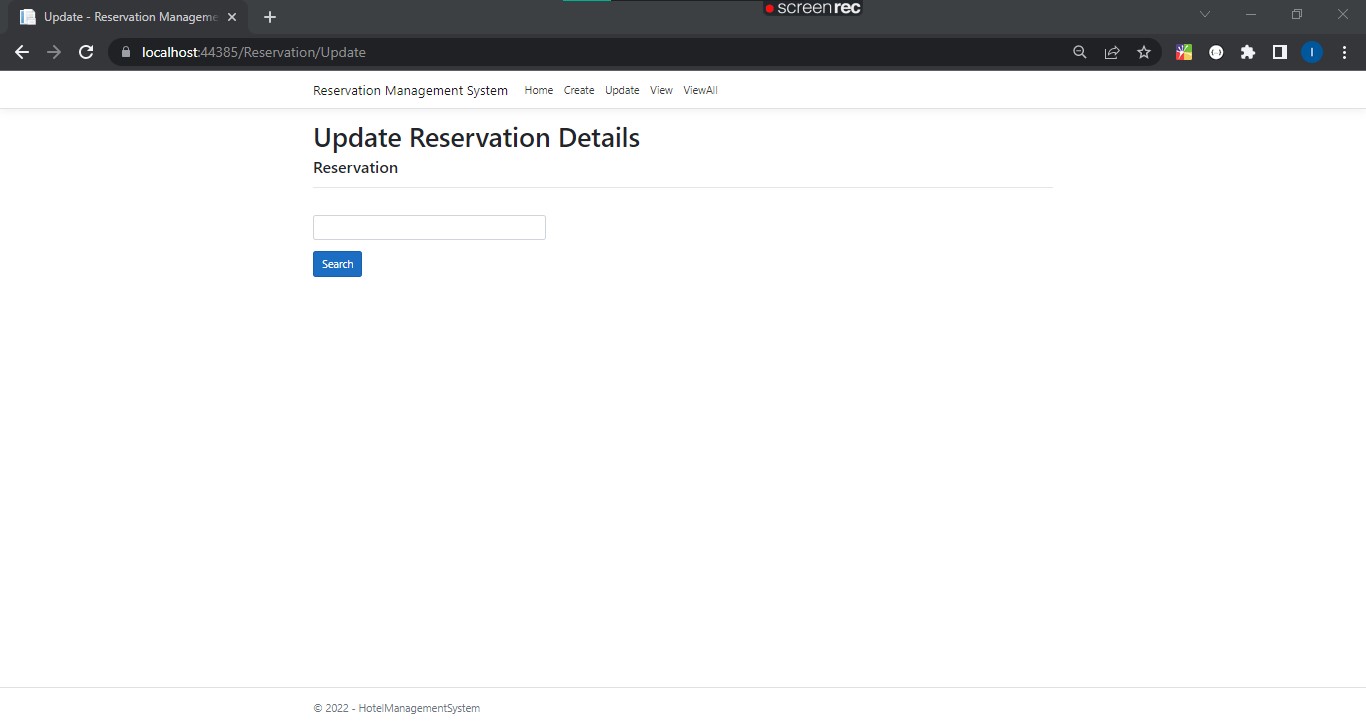 screenrec
Update - Reservation Manageme
localhost:44385/Reservation/Update
I
Reservation Management System Home Create Update View ViewAll
Update Reservation Details
Reservation
Search
© 2022 - HotelManagementSystem